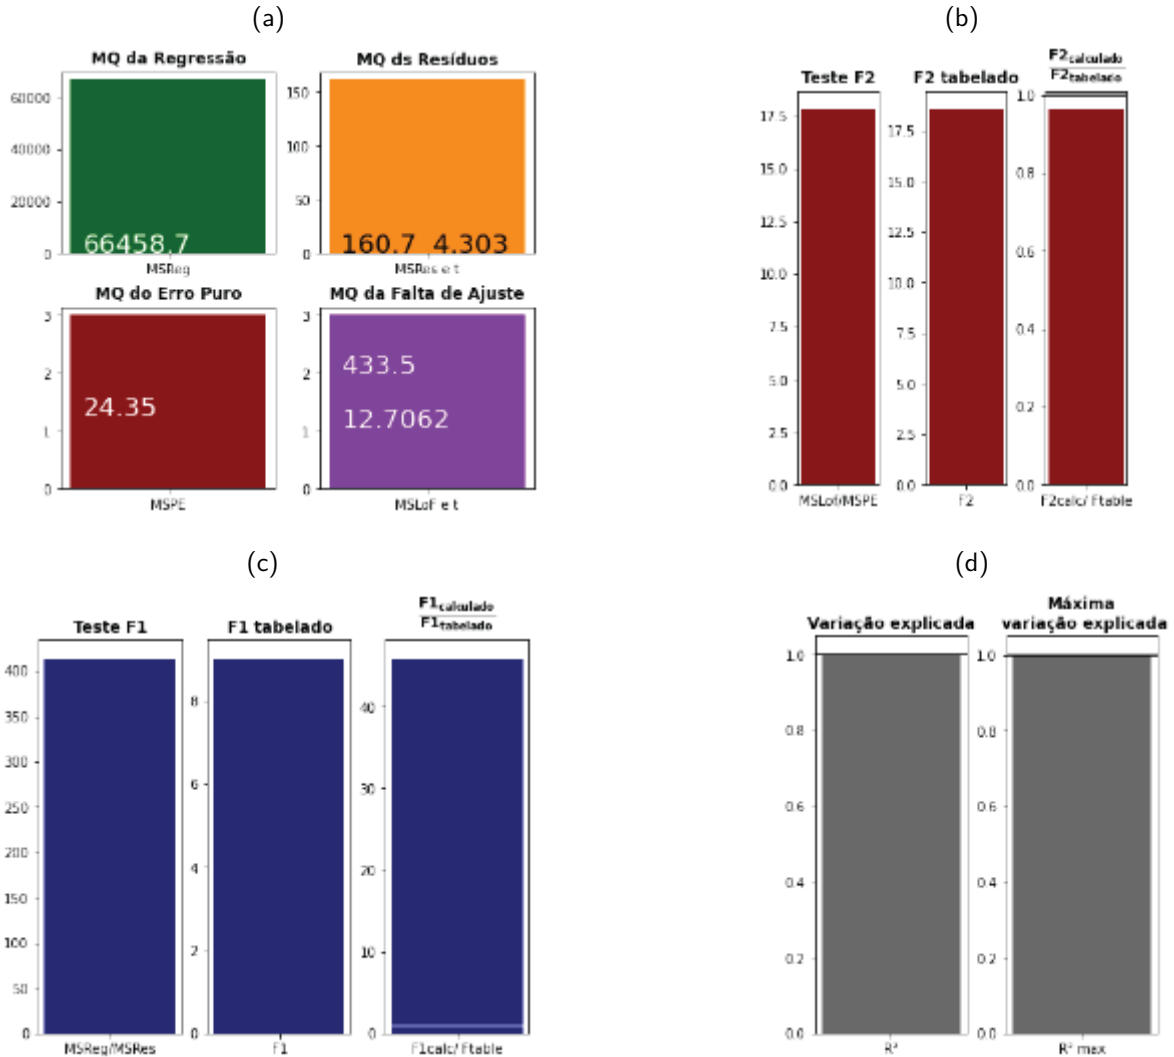 (a)
MQ da Regressão
60000
40000
20000
0
66458.7
MSReg
MQ ds Resíduos
150
100
50
0
160.7 4.303
MSRes e t
MQ do Erro Puro
3
2
1
0
24.35
MSPE
MQ da Falta de Ajuste
3
2
1
0
433.5
12.7062
MSLoF e t
(b)
Teste F2
17.5
15.0
12.5
10.0
7.5
5.0
2.5
0.0
MSLof/MSPE
F2 tabelado
17.5
15.0
12.5
10.0
7.5
5.0
2.5
0.0
F2
F2calculado
F2tabelado
1.0
0.8
0.6
0.4
0.2
0.0
F2calc/ Ftable
(c)
Teste F1
400
350
300
250
200
150
100
50
0
MSReg/MSRes
F1 tabelado
8
6
4
2
0
F1
F1calculado
F1tabelado
40
30
20
10
0
F1calc/ Ftable
(d)
Variação explicada
1.0
0.8
0.6
0.4
0.2
0.0
R²
Máxima
variação explicada
1.0
0.8
0.6
0.4
0.2
0.0
R² max